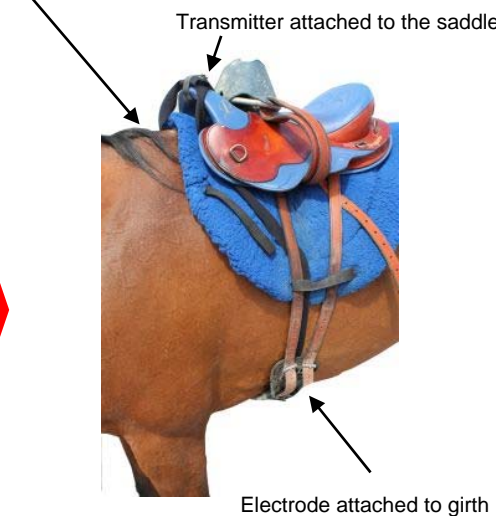 Transmitter attached to the saddle
Electrode attached to girth